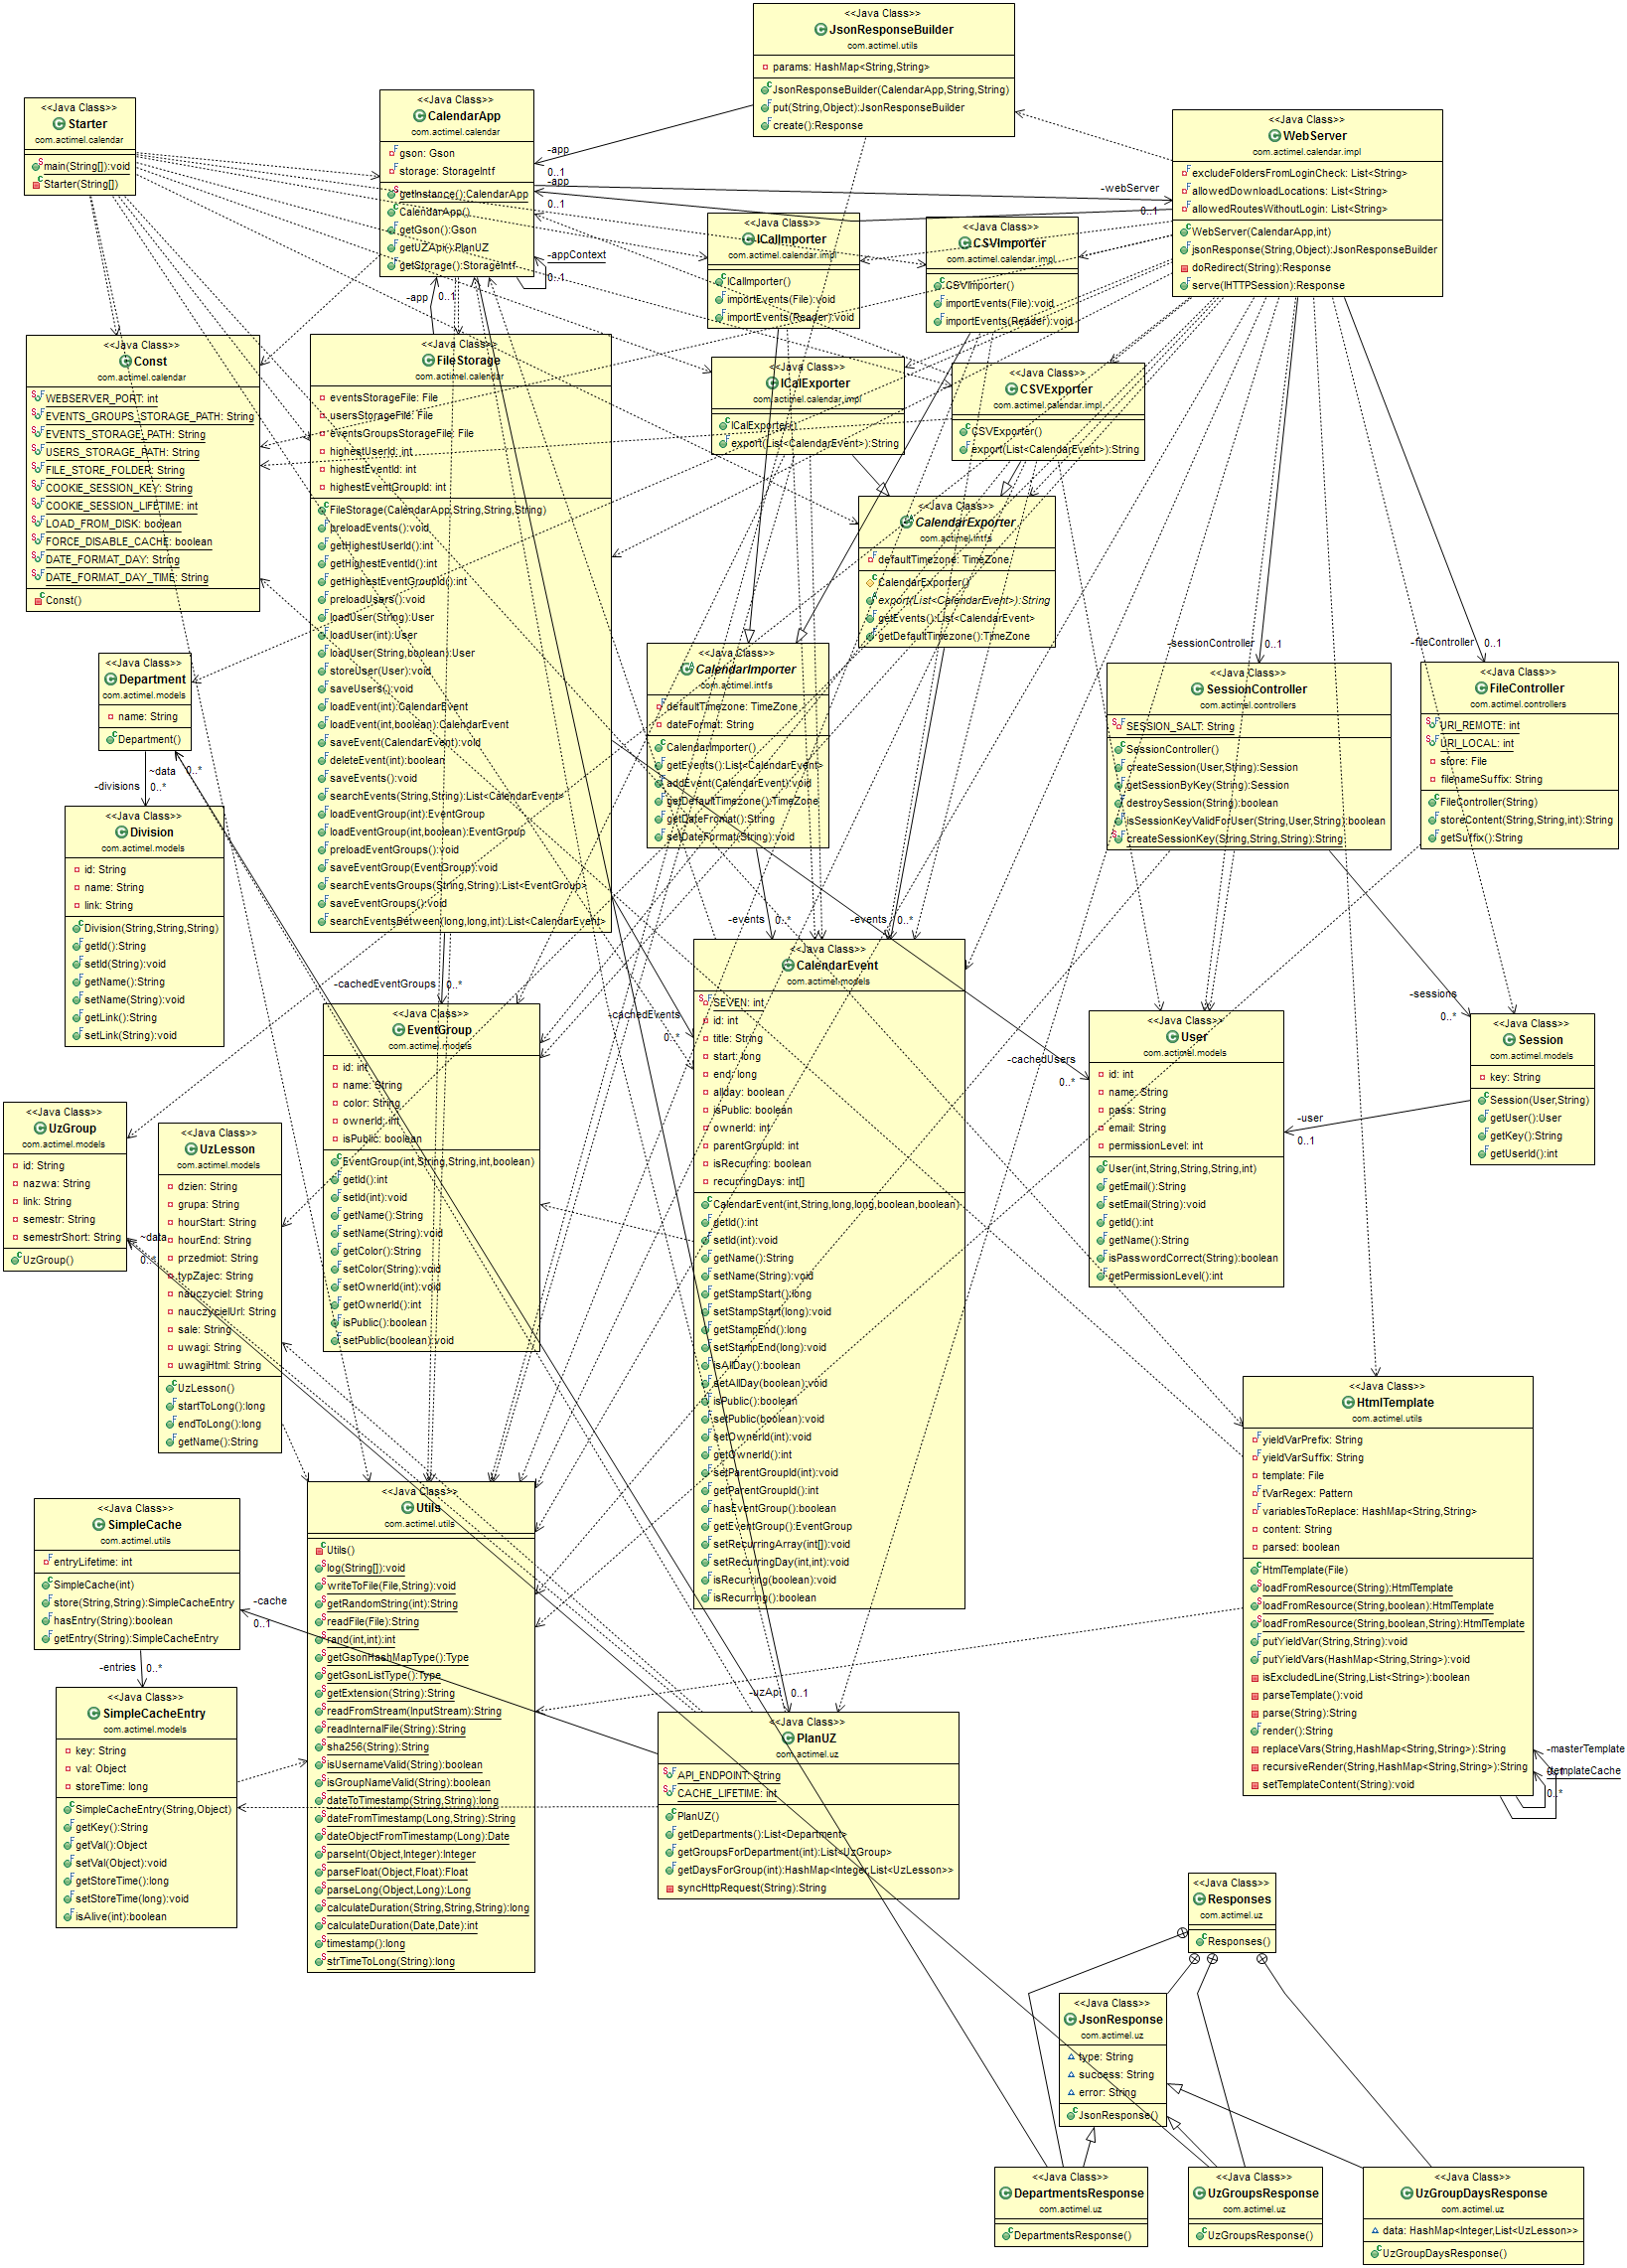 <<Java Class>>
JsonResponseBuilder
com.actimel.utils
params: HashMap<String,String>
JsonResponseBuilder(CalendarApp,String,String)
put(String,Object):JsonResponseBuilder
create():Response
<<Java Class>>
Starter
com.actimel.calendar
main(String[]):void
Starter(String[])
<<Java Class>>
CalendarApp
com.actimel.calendar
gson: Gson
storage: StorageIntf
getInstance():CalendarApp
CalendarApp()
getGson():Gson
getUZApi():PlanUZ
getStorage():StorageIntf
-app
0..1
-app
0..1
-webServer
0..1
-appContext
0..1
-app
0..1
<<Java Class>>
WebServer
com.actimel.calendar.impl
excludeFoldersFromLoginCheck: List<String>
allowedDownloadLocations: List<String>
allowedRoutesWithoutLogin: List<String>
WebServer(CalendarApp,int)
jsonResponse(String,Object):JsonResponseBuilder
doRedirect(String):Response
serve(IHTTPSession):Response
<<Java Class>>
ICalImporter
com.actimel.calendar.impl
ICalImporter()
importEvents(File):void
importEvents(Reader):void
<<Java Class>>
CSVImporter
com.actimel.calendar.impl
CSVImporter()
importEvents(File):void
importEvents(Reader):void
<<Java Class>>
Const
com.actimel.calendar
WEBSERVER_PORT: int
EVENTS_GROUPS_STORAGE_PATH: String
EVENTS_STORAGE_PATH: String
USERS_STORAGE_PATH: String
FILE_STORE_FOLDER: String
COOKIE_SESSION_KEY: String
COOKIE_SESSION_LIFETIME: int
LOAD_FROM_DISK: boolean
FORCE_DISABLE_CACHE: boolean
DATE_FORMAT_DAY: String
DATE_FORMAT_DAY_TIME: String
Const()
<<Java Class>>
FileStorage
com.actimel.calendar
eventsStorageFile: File
usersStorageFile: File
eventsGroupsStorageFile: File
highestUserId: int
highestEventId: int
highestEventGroupId: int
FileStorage(CalendarApp,String,String,String)
preloadEvents():void
getHighestUserId():int
getHighestEventId():int
getHighestEventGroupId():int
preloadUsers():void
loadUser(String):User
loadUser(int):User
loadUser(String,boolean):User
storeUser(User):void
saveUsers():void
loadEvent(int):CalendarEvent
loadEvent(int,boolean):CalendarEvent
saveEvent(CalendarEvent):void
deleteEvent(int):boolean
saveEvents():void
searchEvents(String,String):List<CalendarEvent>
loadEventGroup(int):EventGroup
loadEventGroup(int,boolean):EventGroup
preloadEventGroups():void
saveEventGroup(EventGroup):void
searchEventsGroups(String,String):List<EventGroup>
saveEventGroups():void
searchEventsBetween(long,long,int):List<CalendarEvent>
<<Java Class>>
ICalExporter
com.actimel.calendar.impl
ICalExporter()
export(List<CalendarEvent>):String
<<Java Class>>
CSVExporter
com.actimel.calendar.impl
CSVExporter()
export(List<CalendarEvent>):String
<<Java Class>>
CalendarExporter
com.actimel.intfs
defaultTimezone: TimeZone
CalendarExporter()
export(List<CalendarEvent>):String
getEvents():List<CalendarEvent>
getDefaultTimezone():TimeZone
<<Java Class>>
CalendarImporter
com.actimel.intfs
defaultTimezone: TimeZone
dateFormat: String
CalendarImporter()
getEvents():List<CalendarEvent>
addEvent(CalendarEvent):void
getDefaultTimezone():TimeZone
getDateFromat():String
setDateFormat(String):void
-sessionController
0..1
-fileController
0..1
<<Java Class>>
SessionController
com.actimel.controllers
SESSION_SALT: String
SessionController()
createSession(User,String):Session
getSessionByKey(String):Session
destroySession(String):boolean
isSessionKeyValidForUser(String,User,String):boolean
createSessionKey(String,String,String):String
<<Java Class>>
FileController
com.actimel.controllers
URI_REMOTE: int
URI_LOCAL: int
store: File
filenameSuffix: String
FileController(String)
storeContent(String,String,int):String
getSuffix():String
<<Java Class>>
Department
com.actimel.models
name: String
Department()
-divisions
0..*
~data
0..*
<<Java Class>>
Division
com.actimel.models
id: String
name: String
link: String
Division(String,String,String)
getId():String
setId(String):void
getName():String
setName(String):void
getLink():String
setLink(String):void
-cachedEventGroups
0..*
-cachedEvents
0..*
-events
0..*
-events
0..*
-cachedUsers
0..*
-sessions
0..*
<<Java Class>>
EventGroup
com.actimel.models
id: int
name: String
color: String
ownerId: int
isPublic: boolean
EventGroup(int,String,String,int,boolean)
getId():int
setId(int):void
getName():String
setName(String):void
getColor():String
setColor(String):void
setOwnerId(int):void
getOwnerId():int
isPublic():boolean
setPublic(boolean):void
<<Java Class>>
CalendarEvent
com.actimel.models
SEVEN: int
id: int
title: String
start: long
end: long
allday: boolean
isPublic: boolean
ownerId: int
parentGroupId: int
isRecurring: boolean
recurringDays: int[]
CalendarEvent(int,String,long,long,boolean,boolean)
getId():int
setId(int):void
getName():String
setName(String):void
getStampStart():long
setStampStart(long):void
getStampEnd():long
setStampEnd(long):void
isAllDay():boolean
setAllDay(boolean):void
isPublic():boolean
setPublic(boolean):void
setOwnerId(int):void
getOwnerId():int
setParentGroupId(int):void
getParentGroupId():int
hasEventGroup():boolean
getEventGroup():EventGroup
setRecurringArray(int[]):void
setRecurringDay(int,int):void
isRecurring(boolean):void
isRecurring():boolean
<<Java Class>>
User
com.actimel.models
id: int
name: String
pass: String
email: String
permissionLevel: int
User(int,String,String,String,int)
getEmail():String
setEmail(String):void
getId():int
getName():String
isPasswordCorrect(String):boolean
getPermissionLevel():int
-user
0..1
<<Java Class>>
Session
com.actimel.models
key: String
Session(User,String)
getUser():User
getKey():String
getUserId():int
<<Java Class>>
UzGroup
com.actimel.models
id: String
nazwa: String
link: String
semestr: String
semestrShort: String
UzGroup()
~data
0..*
<<Java Class>>
UzLesson
com.actimel.models
dzien: String
grupa: String
hourStart: String
hourEnd: String
przedmiot: String
typZajec: String
nauczyciel: String
nauczycielUrl: String
sale: String
uwagi: String
uwagiHtml: String
UzLesson()
startToLong():long
endToLong():long
getName():String
<<Java Class>>
HtmlTemplate
com.actimel.utils
yieldVarPrefix: String
yieldVarSuffix: String
template: File
tVarRegex: Pattern
variablesToReplace: HashMap<String,String>
content: String
parsed: boolean
HtmlTemplate(File)
loadFromResource(String):HtmlTemplate
loadFromResource(String,boolean):HtmlTemplate
loadFromResource(String,boolean,String):HtmlTemplate
putYieldVar(String,String):void
putYieldVars(HashMap<String,String>):void
isExcludedLine(String,List<String>):boolean
parseTemplate():void
parse(String):String
render():String
replaceVars(String,HashMap<String,String>):String
recursiveRender(String,HashMap<String,String>):String
setTemplateContent(String):void
-masterTemplate
-templateCache
0..*
<<Java Class>>
SimpleCache
com.actimel.utils
entryLifetime: int
SimpleCache(int)
store(String,String):SimpleCacheEntry
hasEntry(String):boolean
getEntry(String):SimpleCacheEntry
-cache
0..1
-entries
0..*
<<Java Class>>
SimpleCacheEntry
com.actimel.models
key: String
val: Object
storeTime: long
SimpleCacheEntry(String,Object)
getKey():String
getVal():Object
setVal(Object):void
getStoreTime():long
setStoreTime(long):void
isAlive(int):boolean
<<Java Class>>
Utils
com.actimel.utils
Utils()
log(String[]):void
writeToFile(File,String):void
getRandomString(int):String
readFile(File):String
rand(int,int):int
getGsonHashMapType():Type
getGsonListType():Type
getExtension(String):String
readFromStream(InputStream):String
readInternalFile(String):String
sha256(String):String
isUsernameValid(String):boolean
isGroupNameValid(String):boolean
dateToTimestamp(String,String):long
dateFromTimestamp(Long,String):String
dateObjectFromTimestamp(Long):Date
parseInt(Object,Integer):Integer
parseFloat(Object,Float):Float
parseLong(Object,Long):Long
calculateDuration(String,String,String):long
calculateDuration(Date,Date):int
timestamp():long
strTimeToLong(String):long
-uzApi
0..1
<<Java Class>>
PlanUZ
com.actimel.uz
API_ENDPOINT: String
CACHE_LIFETIME: int
PlanUZ()
getDepartments():List<Department>
getGroupsForDepartment(int):List<UzGroup>
getDaysForGroup(int):HashMap<Integer,List<UzLesson>>
syncHttpRequest(String):String
<<Java Class>>
Responses
com.actimel.uz
Responses()
<<Java Class>>
JsonResponse
com.actimel.uz
type: String
success: String
error: String
JsonResponse()
<<Java Class>>
DepartmentsResponse
com.actimel.uz
DepartmentsResponse()
<<Java Class>>
UzGroupsResponse
com.actimel.uz
UzGroupsResponse()
<<Java Class>>
UzGroupDaysResponse
com.actimel.uz
data: HashMap<Integer,List<UzLesson>>
UzGroupDaysResponse()